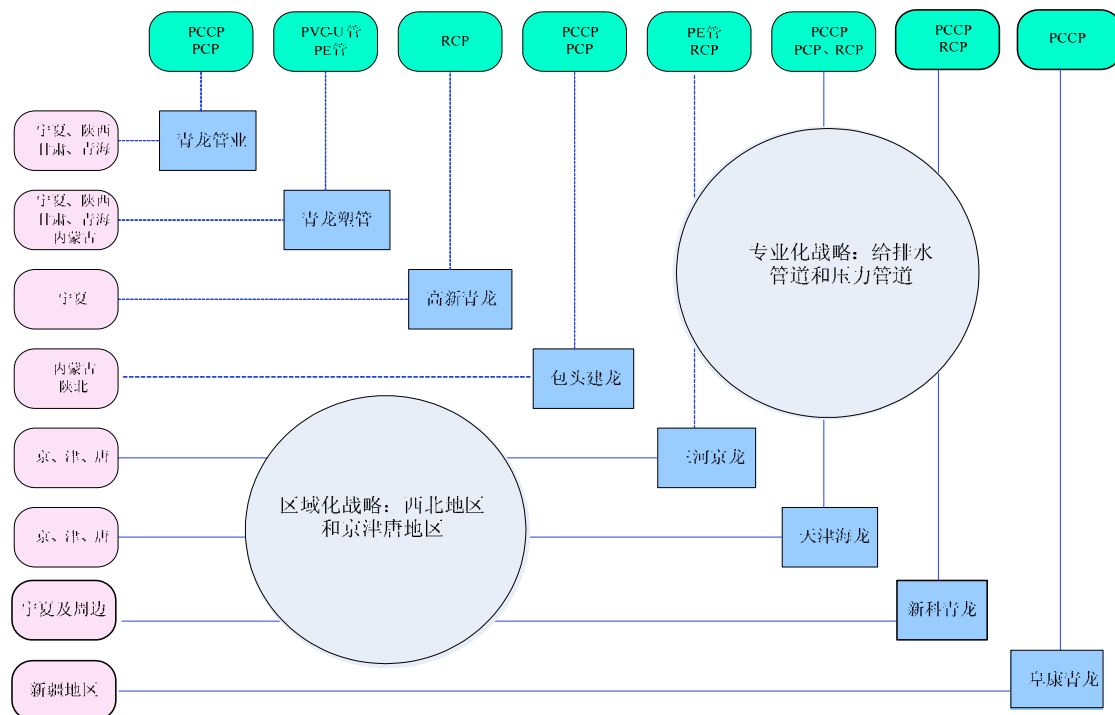 PCCP
PCP
PVC-U管
PE管
RCP
PCCP
PCP
PE管
RCP
PCCP
PCP、RCP
PCCP
RCP
PCCP
宁夏、陕西
甘肃、青海
青龙管业
宁夏、陕西
甘肃、青海
内蒙古
青龙塑管
专业化战略：给排水
管道和压力管道
宁夏
高新青龙
内蒙古
陕北
包头建龙
京、津、唐
三河京龙
区域化战略：西北地区
和京津唐地区
京、津、唐
天津海龙
宁夏及周边
新科青龙
新疆地区
阜康青龙